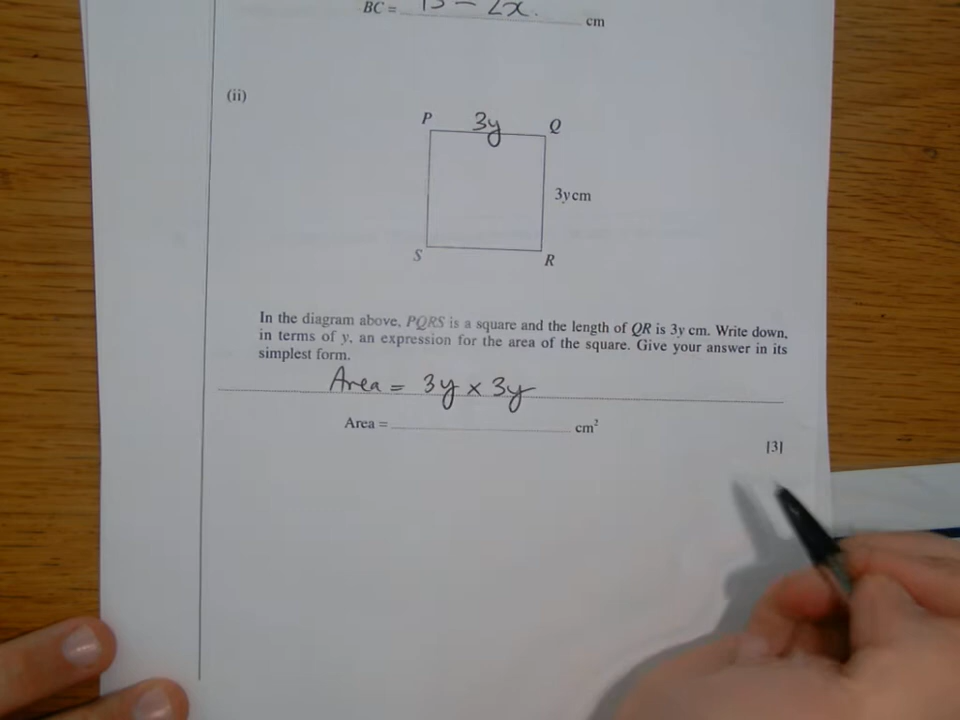 BC = 15 - 2x. cm
(ii)
P 3y Q
3y cm
S R
In the diagram above, PQRS is a square and the length of QR is 3y cm. Write down,
in terms of y, an expression for the area of the square. Give your answer in its
simplest form.
Area = 3y × 3y
Area = cm²
[3]